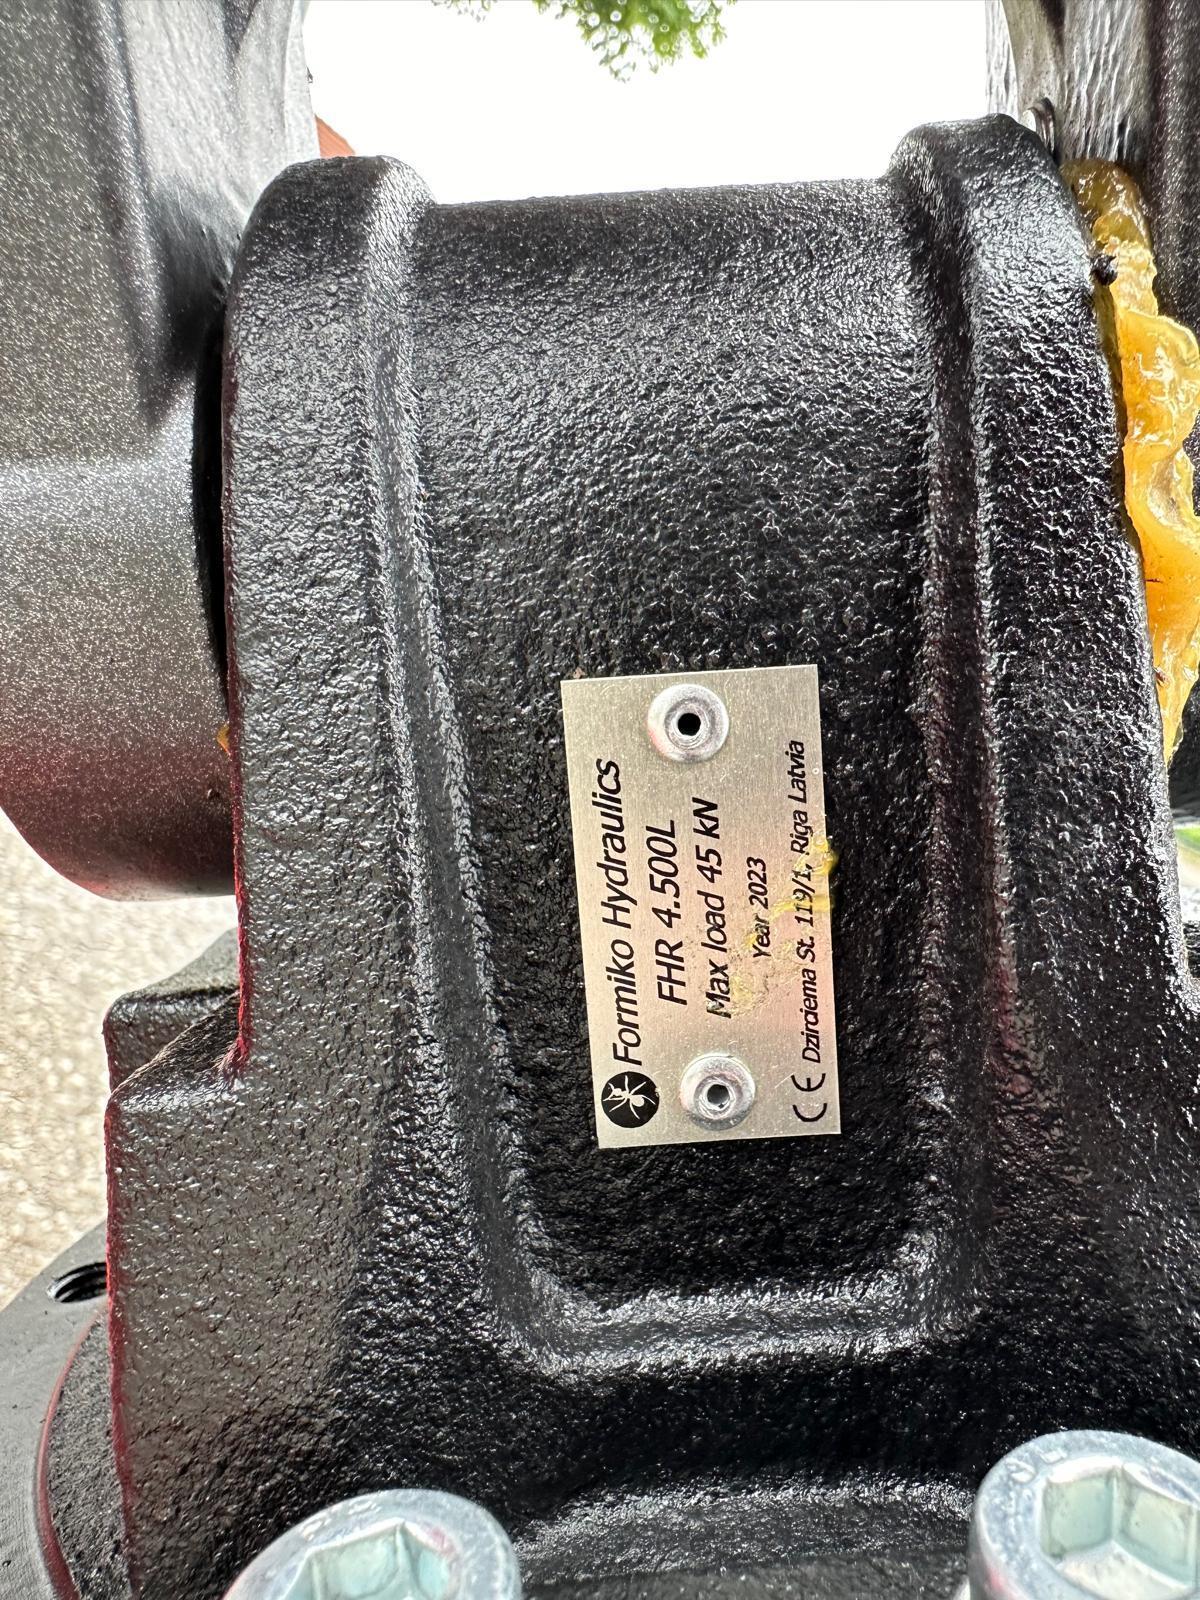 Formiko Hydraulics
FHR 4.500L
Max load 45 kN
Year 2023
CE Dzirciema St. 119/1, Riga Latvia